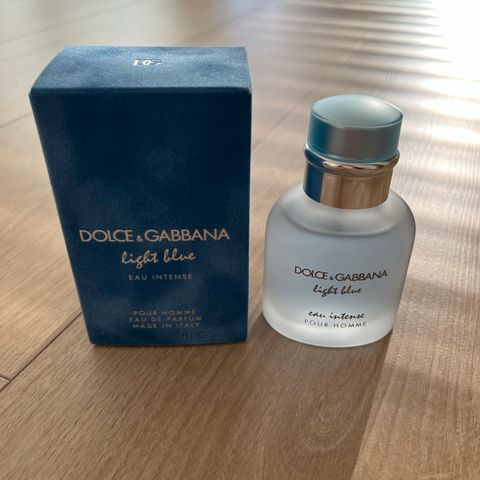 DG
DOLCE & GABBANA
light blue
EAU INTENSE
POUR HOMME
EAU DE PARFUM
MADE IN ITALY
DOLCE & GABBANA
light blue
eau intense
POUR HOMME